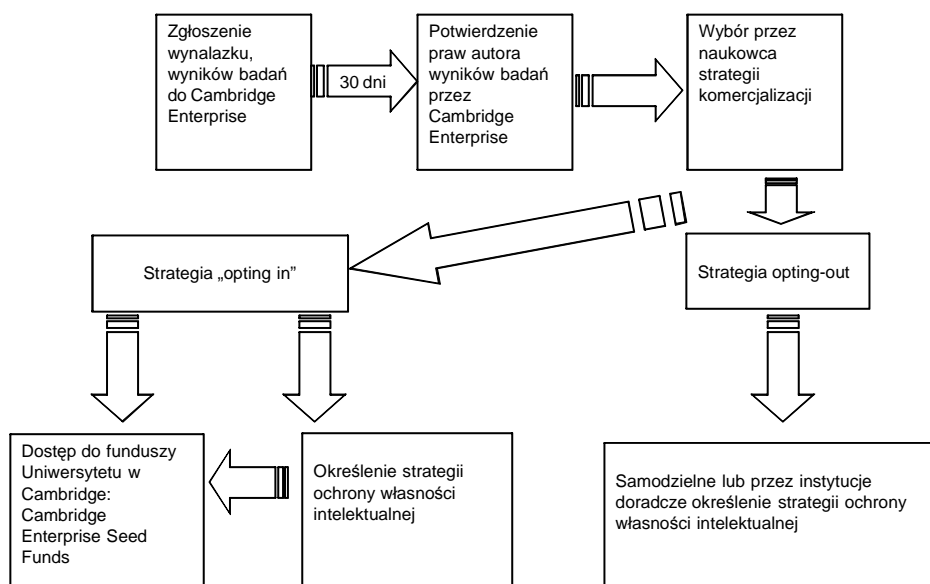 Zgłoszenie
wynalazku,
wyników badań
do Cambridge
Enterprise
30 dni
Potwierdzenie
praw autora
wyników badań
przez
Cambridge
Enterprise
Wybór przez
naukowca
strategii
komercjalizacji
Strategia „opting in”
Strategia opting-out
Dostęp do funduszy
Uniwersytetu w
Cambridge:
Cambridge
Enterprise Seed
Funds
Określenie strategii
ochrony własności
intelektualnej
Samodzielne lub przez instytucje
doradcze określenie strategii ochrony
własności intelektualnej